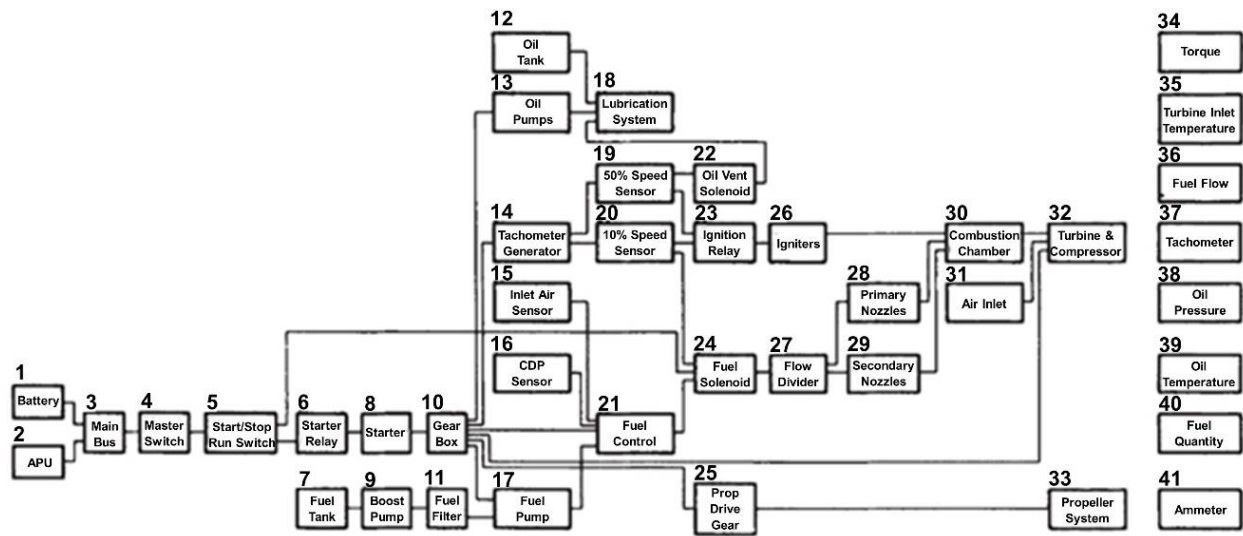 12
Oil
Tank
34
Torque
13
Oil
Pumps
18
Lubrication
System
35
Turbine Inlet
Temperature
19
50% Speed
Sensor
22
Oil Vent
Solenoid
36
Fuel Flow
14
Tachometer
Generator
20
10% Speed
Sensor
23
Ignition
Relay
26
Igniters
30
Combustion
Chamber
32
Turbine &
Compressor
37
Tachometer
15
Inlet Air
Sensor
28
Primary
Nozzles
31
Air Inlet
38
Oil
Pressure
16
CDP
Sensor
24
Fuel
Solenoid
27
Flow
Divider
29
Secondary
Nozzles
39
Oil
Temperature
1
Battery
2
APU
3
Main
Bus
4
Master
Switch
5
Start/Stop
Run Switch
6
Starter
Relay
8
Starter
10
Gear
Box
21
Fuel
Control
40
Fuel
Quantity
7
Fuel
Tank
9
Boost
Pump
11
Fuel
Filter
17
Fuel
Pump
25
Prop
Drive
Gear
33
Propeller
System
41
Ammeter